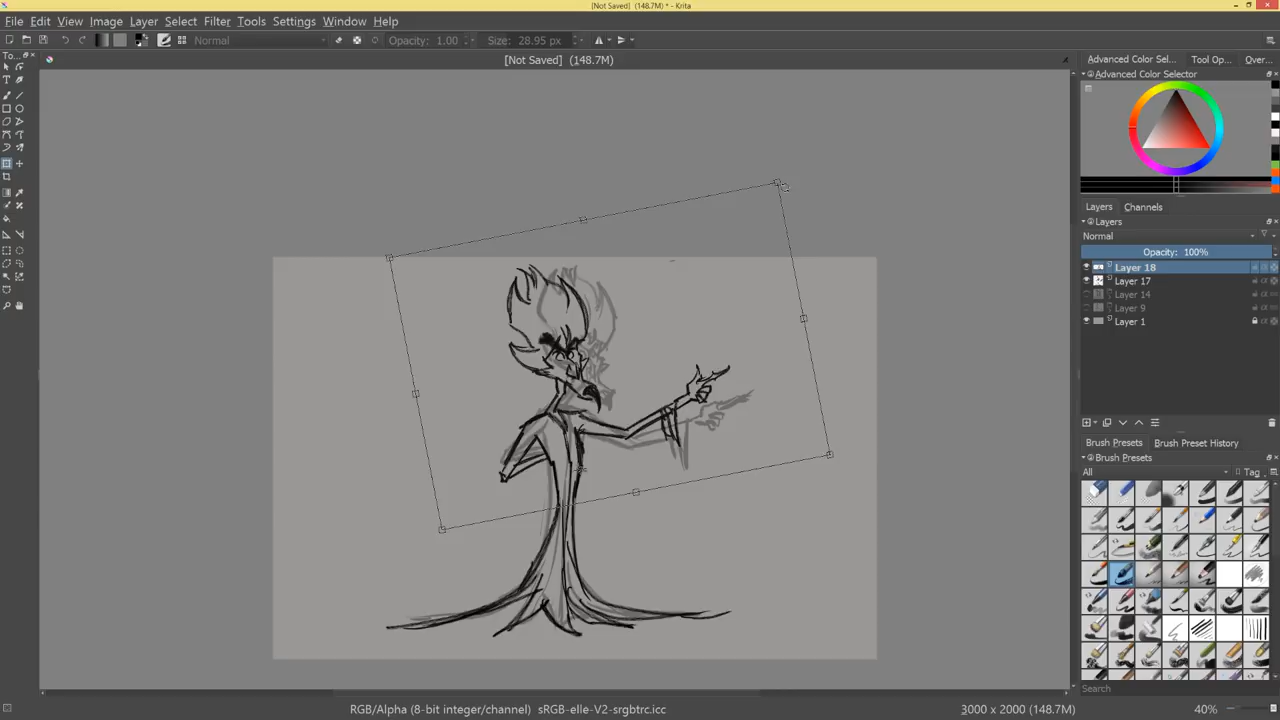 [Not Saved] (148.7M) * - Krita
File Edit View Image Layer Select Filter Tools Settings Window Help
Normal Opacity: 1.00 Size: 28.95 px
To...
[Not Saved] (148.7M)
Advanced Color Sel... Tool Op... Over...
Advanced Color Selector
Layers Channels
Layers
Normal
Opacity: 100%
Layer 18
Layer 17
Layer 14
Layer 9
Layer 1
Brush Presets Brush Preset History
Brush Presets
All Tag
Search
RGB/Alpha (8-bit integer/channel) sRGB-elle-V2-srgbtrc.icc 3000 x 2000 (148.7M) 40%